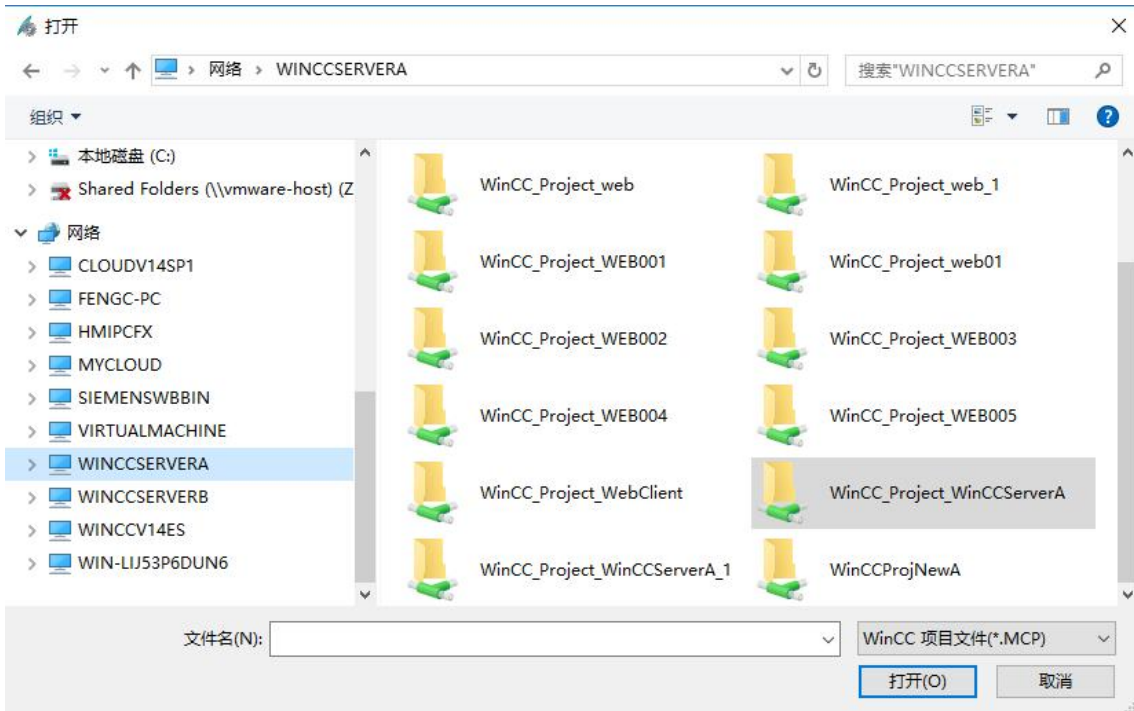 打开
网络 › WINCCSERVERA
搜索"WINCCSERVERA"
组织
本地磁盘 (C:)
Shared Folders (\\vmware-host) (Z
网络
CLOUDV14SP1
FENGC-PC
HMIPCFX
MYCLOUD
SIEMENSWBBIN
VIRTUALMACHINE
WINCCSERVERA
WINCCSERVERB
WINCCV14ES
WIN-LIJ53P6DUN6
WinCC_Project_web
WinCC_Project_web_1
WinCC_Project_WEB001
WinCC_Project_web01
WinCC_Project_WEB002
WinCC_Project_WEB003
WinCC_Project_WEB004
WinCC_Project_WEB005
WinCC_Project_WebClient
WinCC_Project_WinCCServerA
WinCC_Project_WinCCServerA_1
WinCCProjNewA
文件名(N):
WinCC 项目文件(*.MCP)
打开(O)
取消